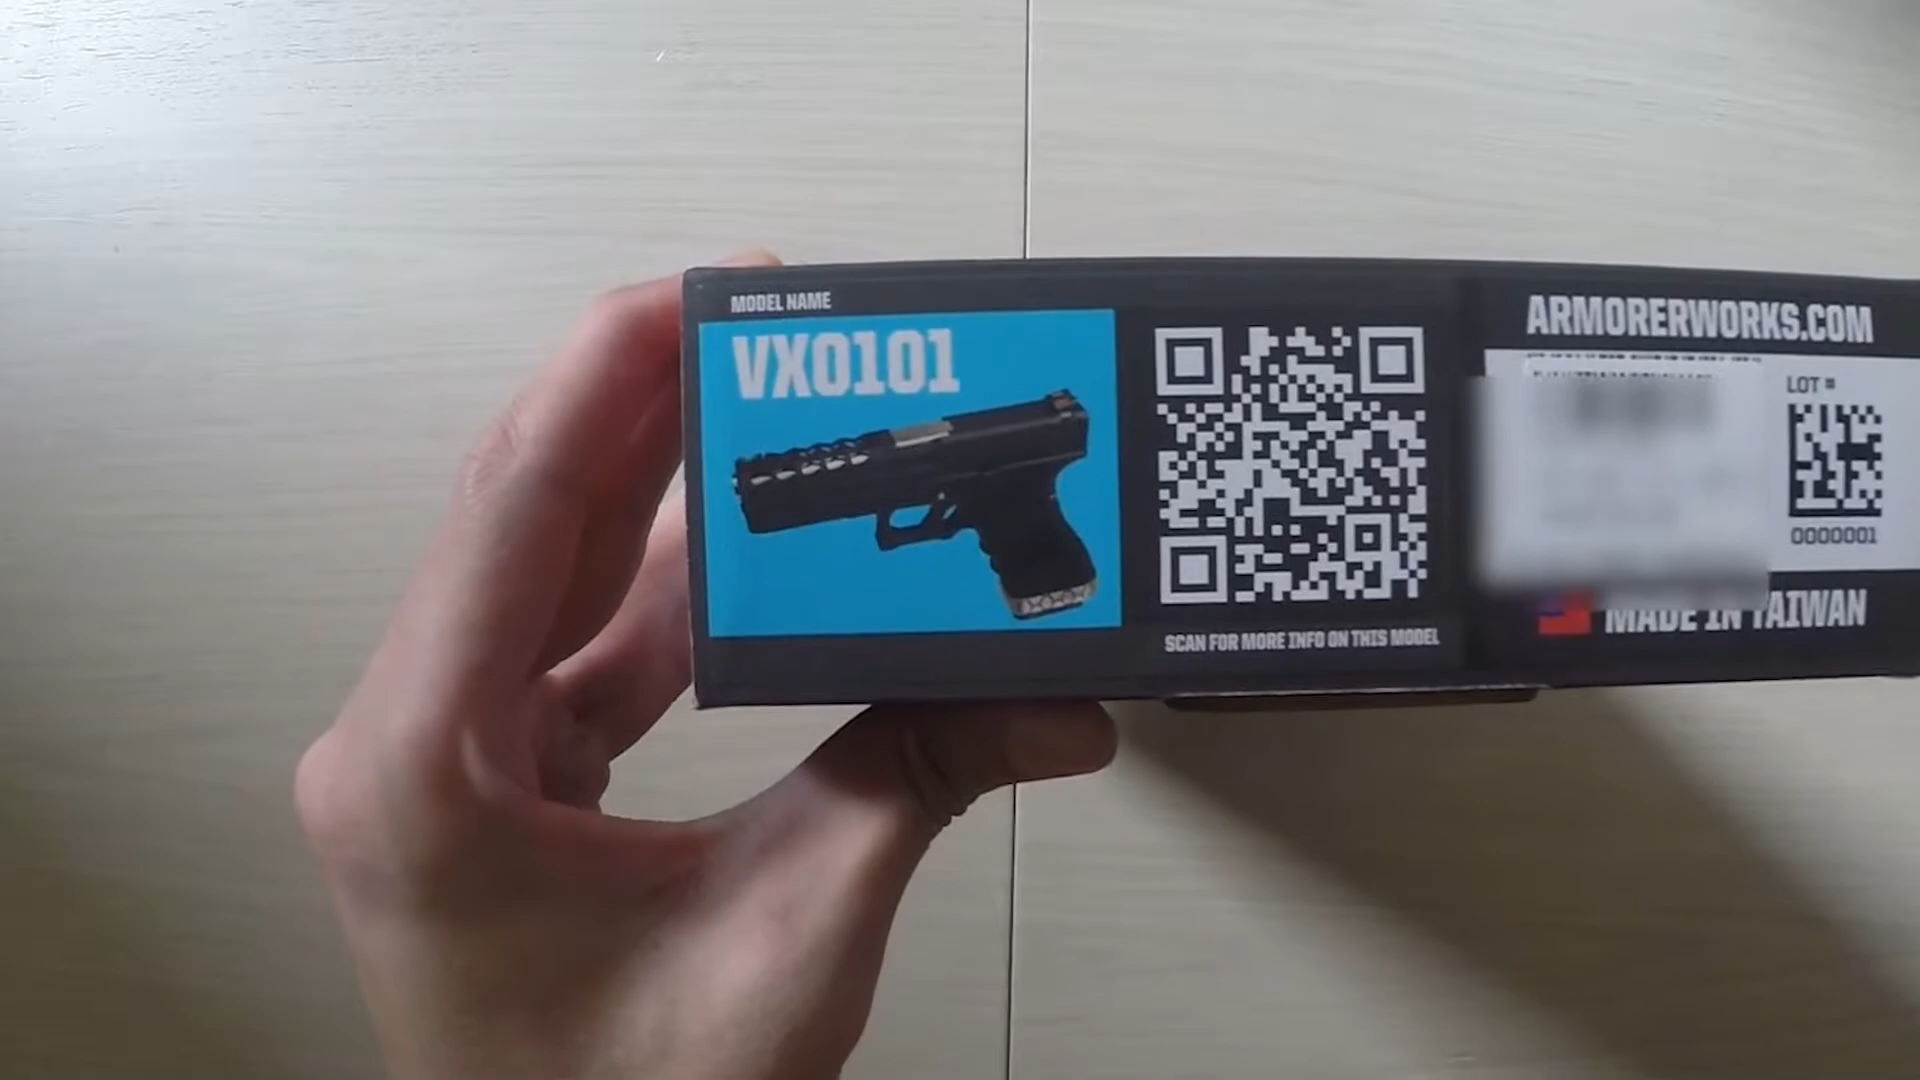 MODEL NAME
VX0101
SCAN FOR MORE INFO ON THIS MODEL
ARMORERWORKS.COM
LOT #
0000001
MADE IN TAIWAN